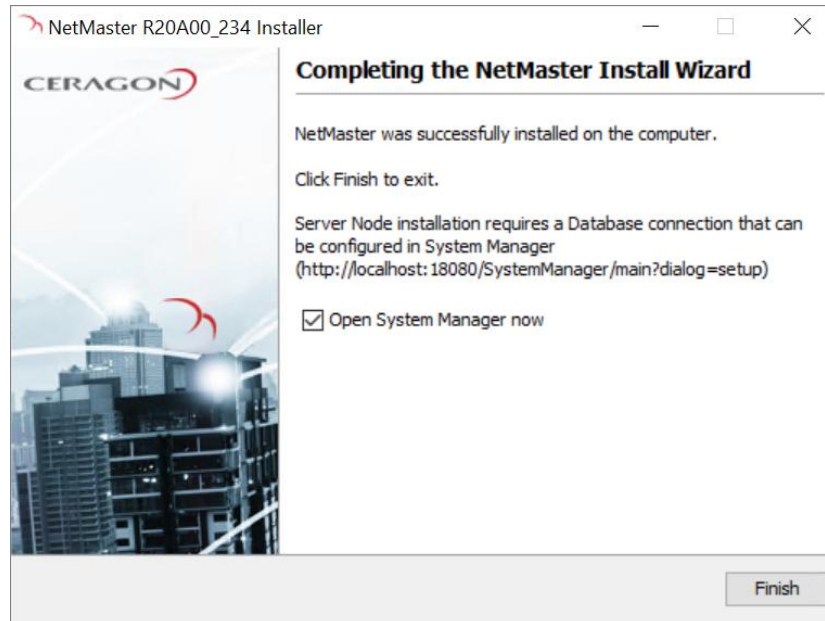 NetMaster R20A00_234 Installer
CERAGON
Completing the NetMaster Install Wizard
NetMaster was successfully installed on the computer.
Click Finish to exit.
Server Node installation requires a Database connection that can
be configured in System Manager
(http://localhost:18080/SystemManager/main?dialog=setup)
Open System Manager now
Finish